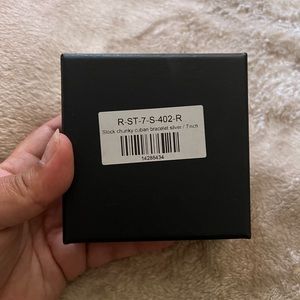 R-ST-7-S-402-R
Stock chunky cuban bracelet silver / 7inch
14288434